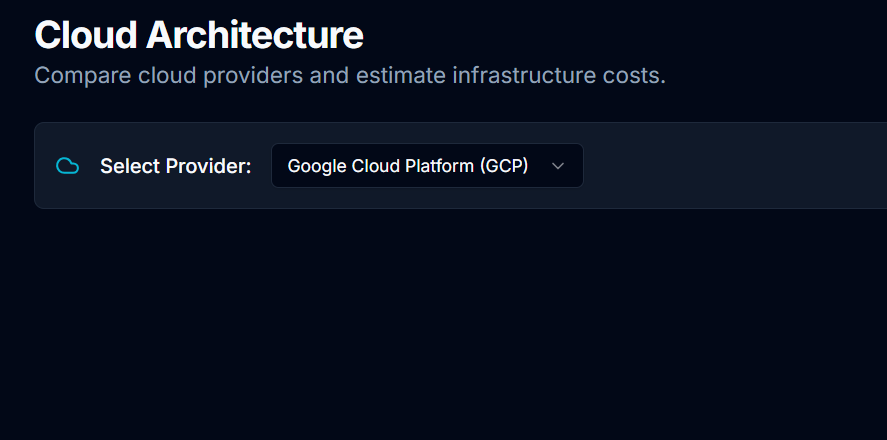 Cloud Architecture
Compare cloud providers and estimate infrastructure costs.
Select Provider: Google Cloud Platform (GCP)